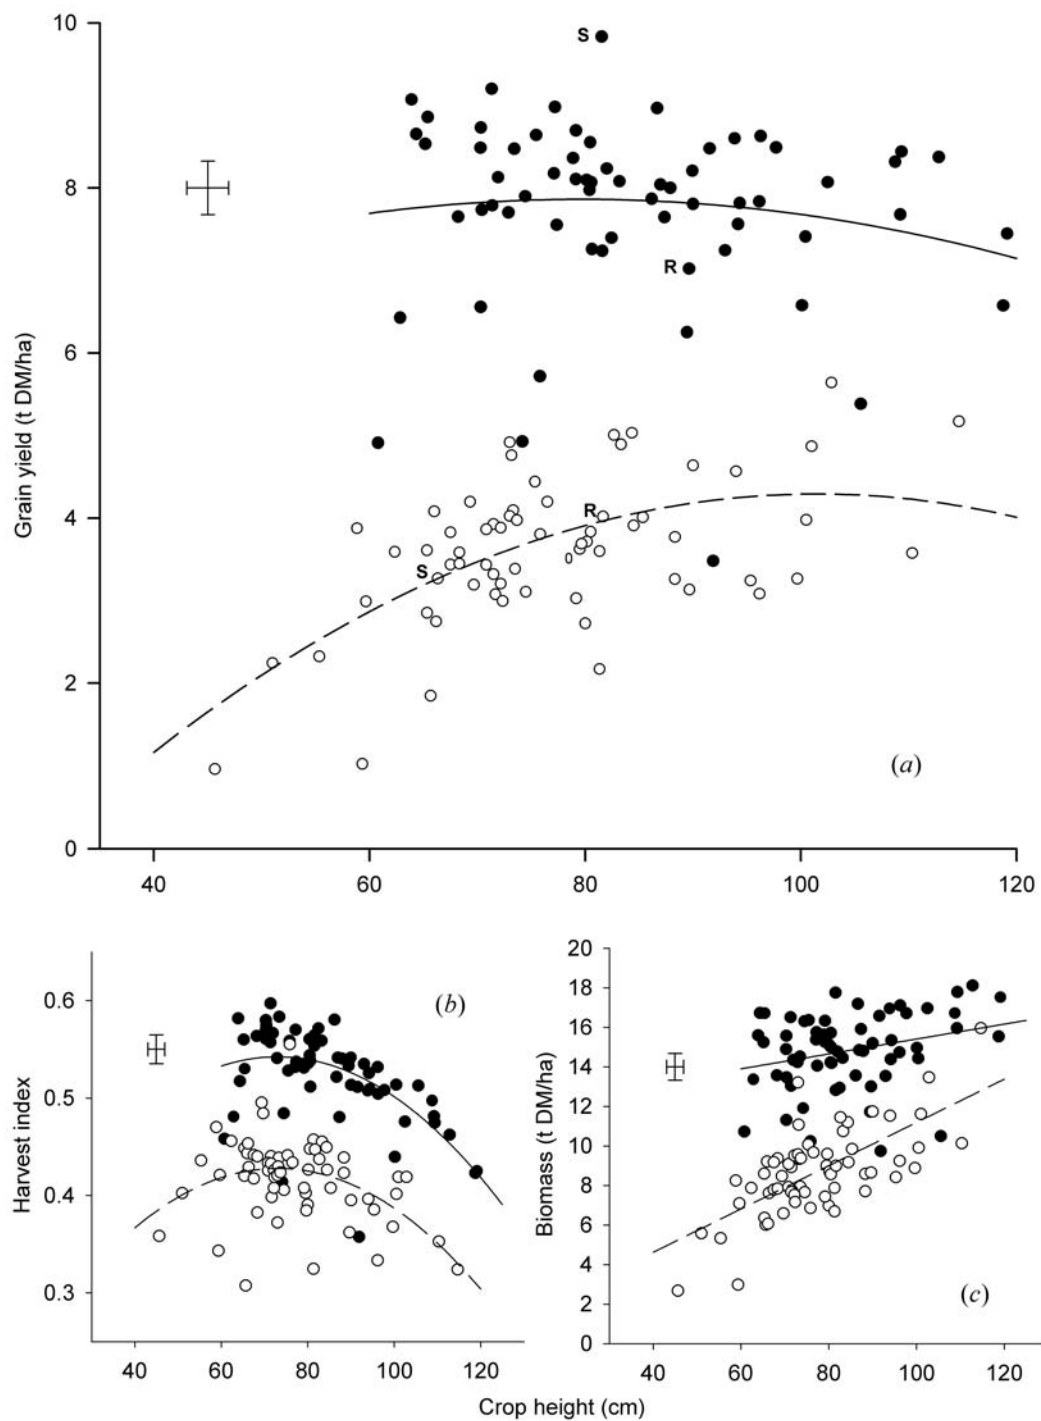 10
S
8
R
6
Grain yield (t DM/ha)
4
R
S
2
(a)
0
40 60 80 100 120
0.6
(b)
0.5
Harvest index
0.4
0.3
40 60 80 100 120
20
18
16
14
12
10
Biomass (t DM/ha)
8
6
4
(c)
2
0
40 60 80 100 120
Crop height (cm)